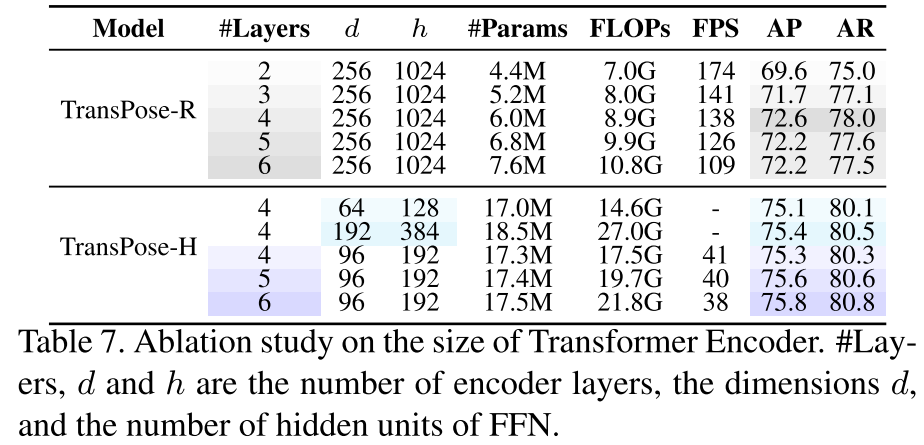 Model #Layers d h #Params FLOPs FPS AP AR
TransPose-R
2 256 1024 4.4M 7.0G 174 69.6 75.0
3 256 1024 5.2M 8.0G 141 71.7 77.1
4 256 1024 6.0M 8.9G 138 72.6 78.0
5 256 1024 6.8M 9.9G 126 72.2 77.6
6 256 1024 7.6M 10.8G 109 72.2 77.5
TransPose-H
4 64 128 17.0M 14.6G - 75.1 80.1
4 192 384 18.5M 27.0G - 75.4 80.5
4 96 192 17.3M 17.5G 41 75.3 80.3
5 96 192 17.4M 19.7G 40 75.6 80.6
6 96 192 17.5M 21.8G 38 75.8 80.8
Table 7. Ablation study on the size of Transformer Encoder. #Lay-
ers, d and h are the number of encoder layers, the dimensions d,
and the number of hidden units of FFN.